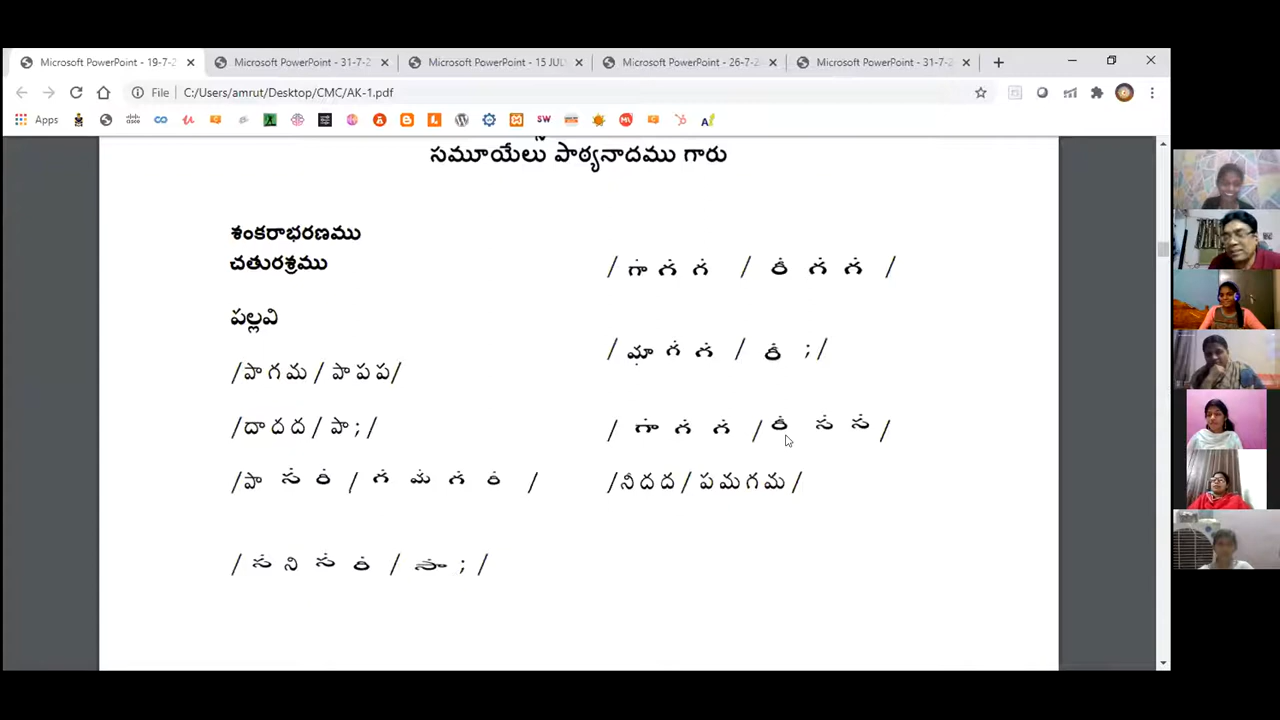 Microsoft PowerPoint - 19-7-2
Microsoft PowerPoint - 31-7-2
Microsoft PowerPoint - 15 JUL
Microsoft PowerPoint - 26-7-2
Microsoft PowerPoint - 31-7-2
File C:/Users/amrut/Desktop/CMC/AK-1.pdf
Apps
సమూయేలు పాఠ్యనాదము గారు
శంకరాభరణము
చతురశ్రము
పల్లవి
/పా గ మ / పా ప ప/
/దా ద ద / పా ; /
/పా స̇ రి̇ / గ̇ మ̇ గ̇ రి̇ /
/ స̇ ని స̇ రి̇ / సా̇ ; /
/ గా̇ గ̇ గ̇ / రీ̇ గ̇ గ̇ /
/ మా̇ గ̇ గ̇ / రీ̇ ; /
/ గా̇ గ̇ గ̇ / రీ̇ స̇ స̇ /
/నీ ద ద / ప మ గ మ /